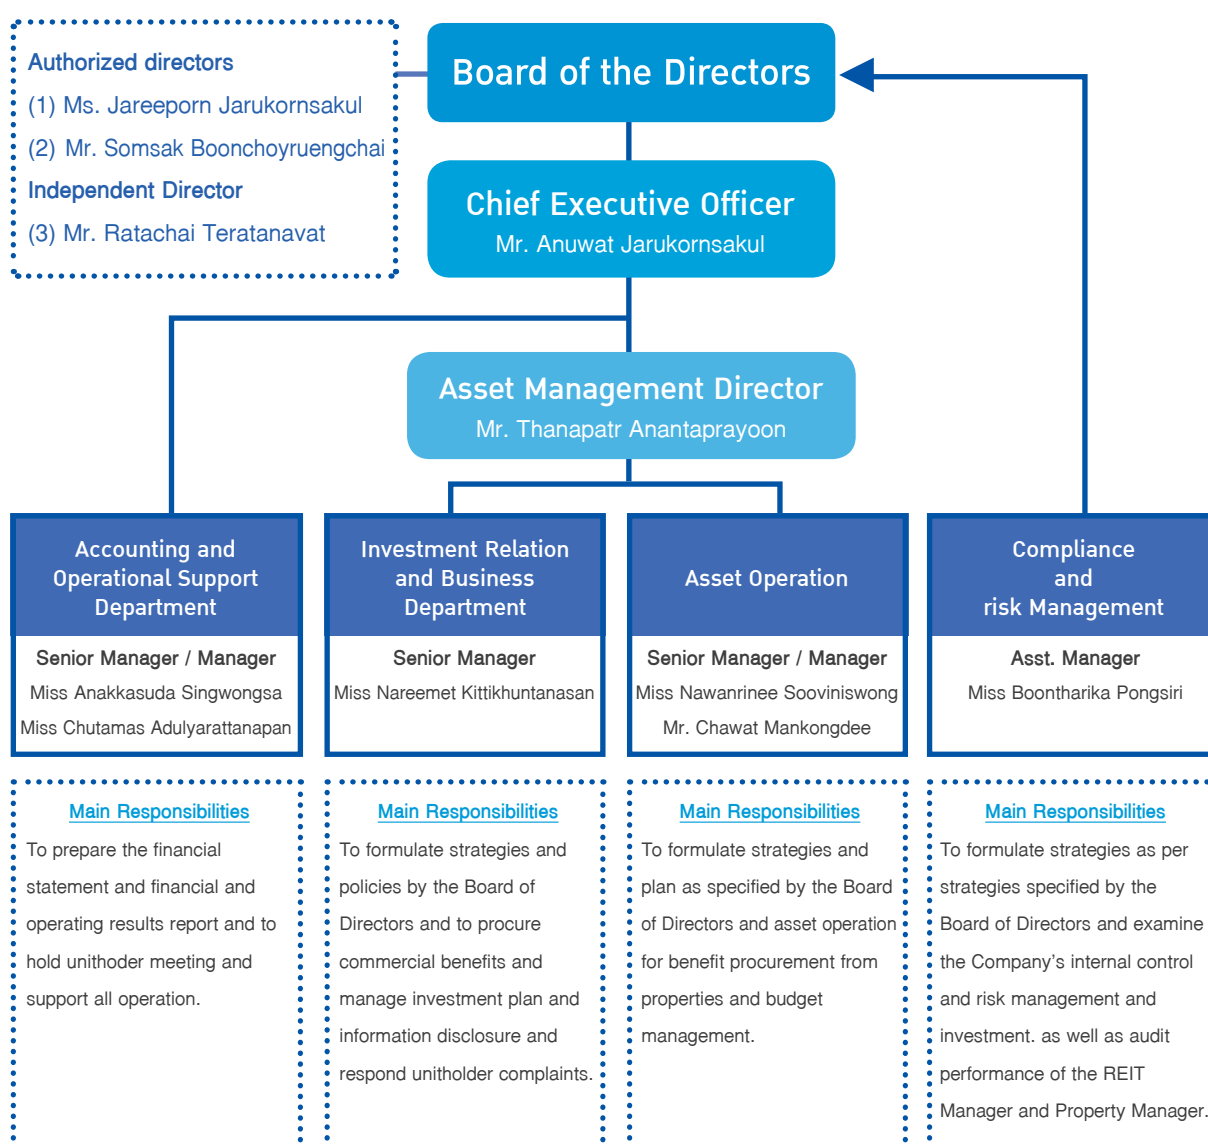 Authorized directors
(1) Ms. Jareeporn Jarukornsakul
(2) Mr. Somsak Boonchoyruengchai
Independent Director
(3) Mr. Ratachai Teratanavat
Board of the Directors
Chief Executive Officer
Mr. Anuwat Jarukornsakul
Asset Management Director
Mr. Thanapatr Anantaprayoon
Accounting and
Operational Support
Department
Senior Manager / Manager
Miss Anakkasuda Singwongsa
Miss Chutamas Adulyarattanapan
Investment Relation
and Business
Department
Senior Manager
Miss Nareemet Kittikhuntanasan
Asset Operation
Senior Manager / Manager
Miss Nawanrinee Sooviniswong
Mr. Chawat Mankongdee
Compliance
and
risk Management
Asst. Manager
Miss Boontharika Pongsiri
Main Responsibilities
To prepare the financial
statement and financial and
operating results report and to
hold unithoder meeting and
support all operation.
Main Responsibilities
To formulate strategies and
policies by the Board of
Directors and to procure
commercial benefits and
manage investment plan and
information disclosure and
respond unitholder complaints.
Main Responsibilities
To formulate strategies and
plan as specified by the Board
of Directors and asset operation
for benefit procurement from
properties and budget
management.
Main Responsibilities
To formulate strategies as per
strategies specified by the
Board of Directors and examine
the Company's internal control
and risk management and
investment. as well as audit
performance of the REIT
Manager and Property Manager.